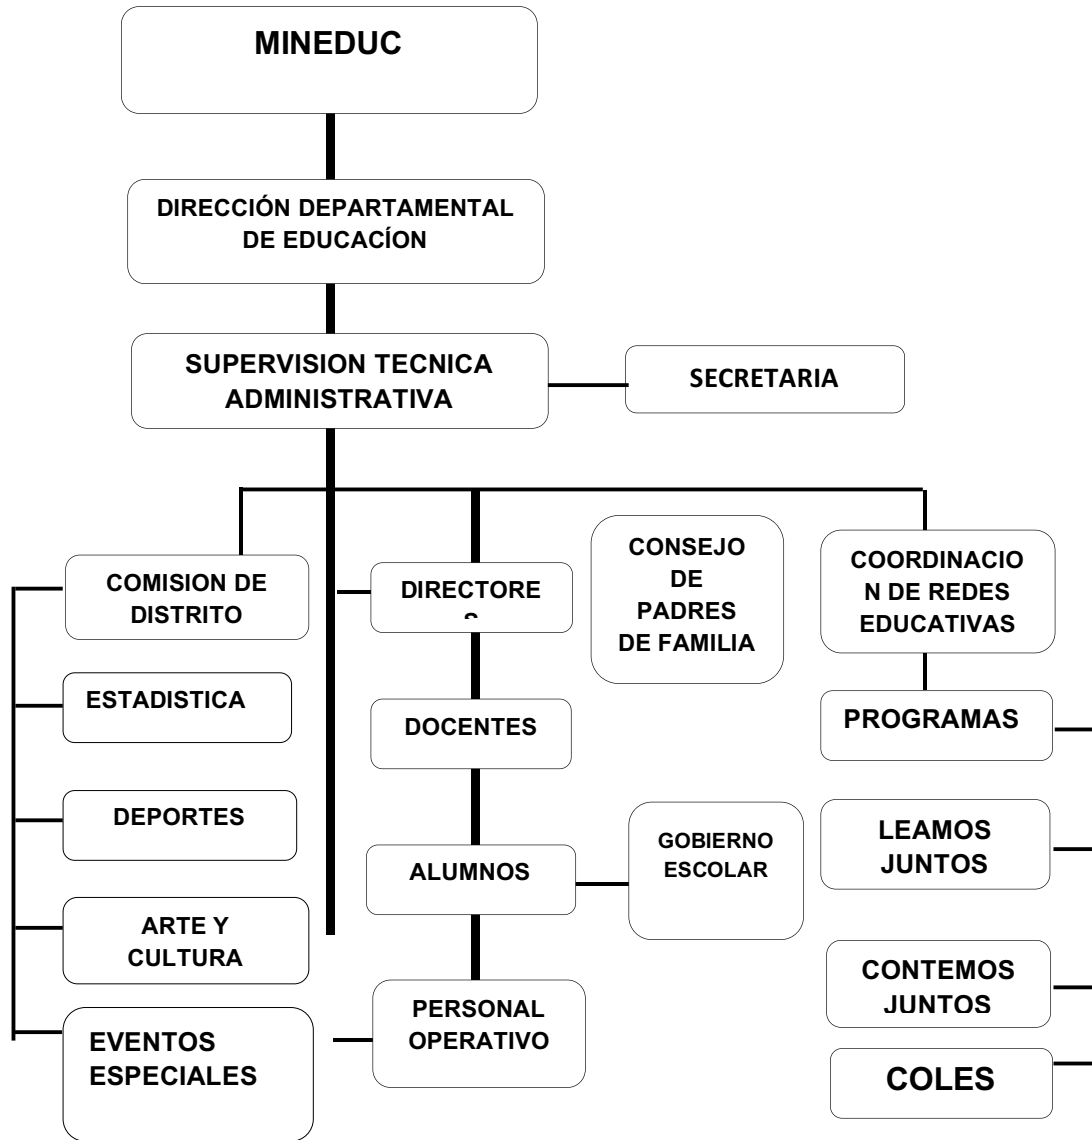 MINEDUC
DIRECCIÓN DEPARTAMENTAL
DE EDUCACÍON
SUPERVISION TECNICA
ADMINISTRATIVA
SECRETARIA
COMISION DE
DISTRITO
ESTADISTICA
DEPORTES
ARTE Y
CULTURA
EVENTOS
ESPECIALES
DIRECTORE
S
DOCENTES
ALUMNOS
PERSONAL
OPERATIVO
CONSEJO
DE
PADRES
DE FAMILIA
GOBIERNO
ESCOLAR
COORDINACIO
N DE REDES
EDUCATIVAS
PROGRAMAS
LEAMOS
JUNTOS
CONTEMOS
JUNTOS
COLES